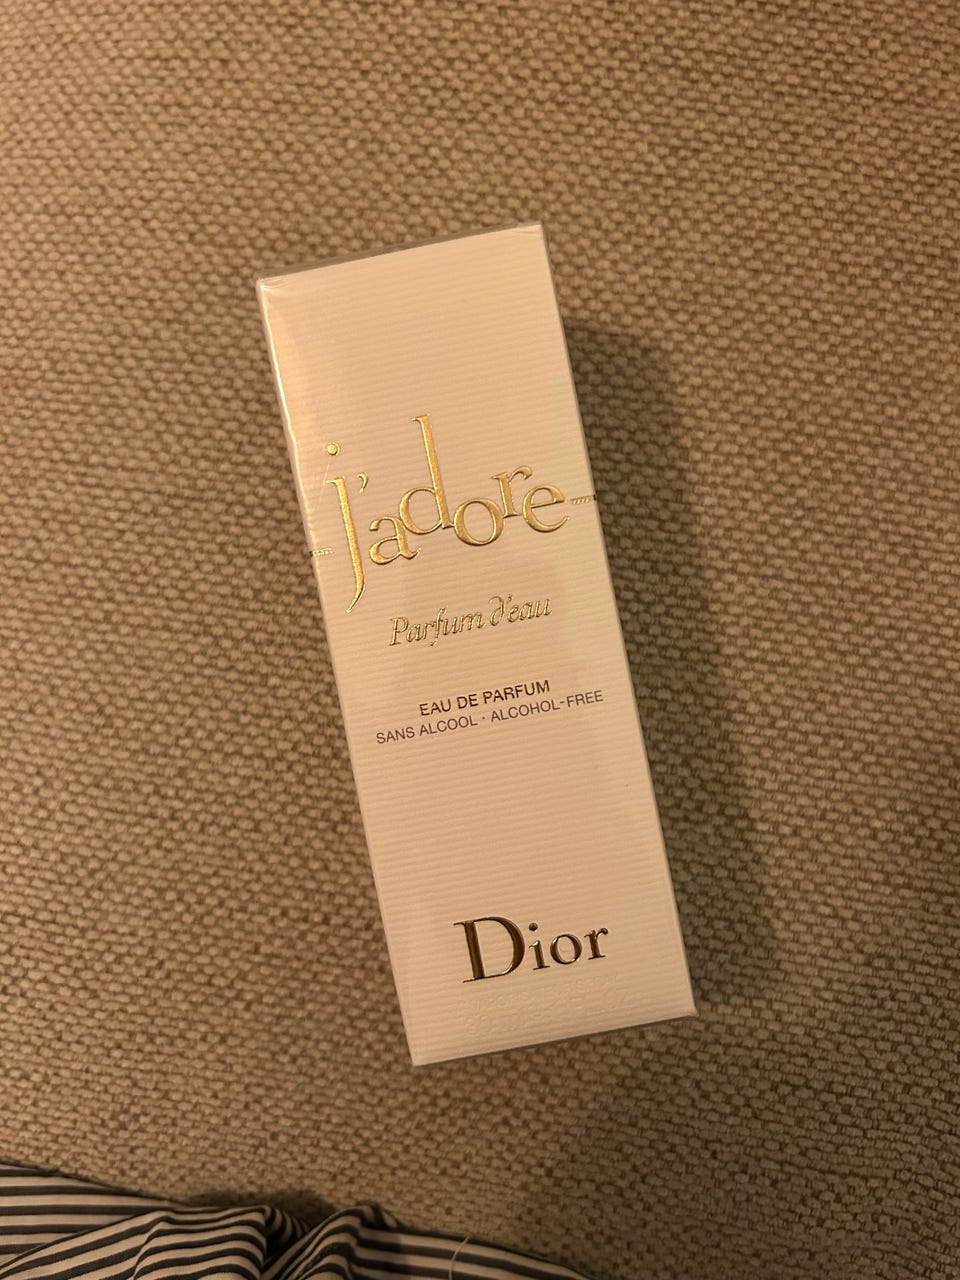 j'adore
Parfum d'eau
EAU DE PARFUM
SANS ALCOOL · ALCOHOL-FREE
Dior